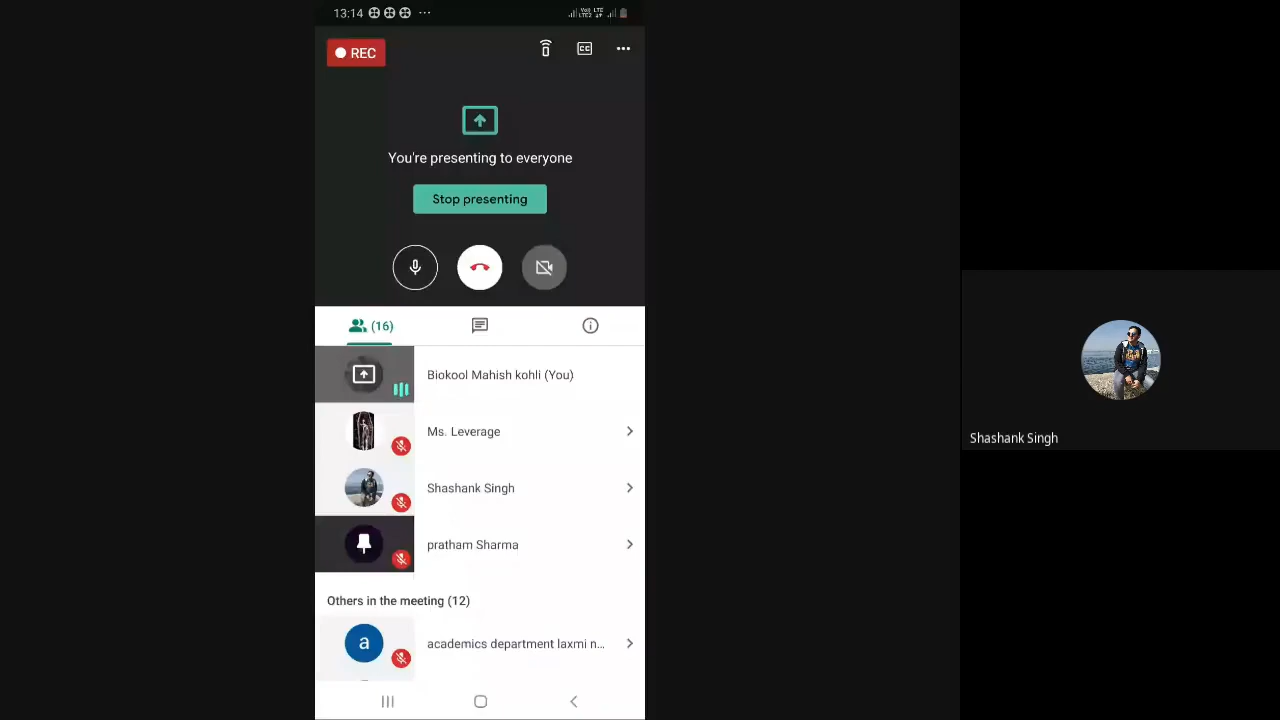 13:14
REC
You're presenting to everyone
Stop presenting
(16)
Biokool Mahish kohli (You)
Ms. Leverage
Shashank Singh
pratham Sharma
Others in the meeting (12)
a academics department laxmi n...
Shashank Singh